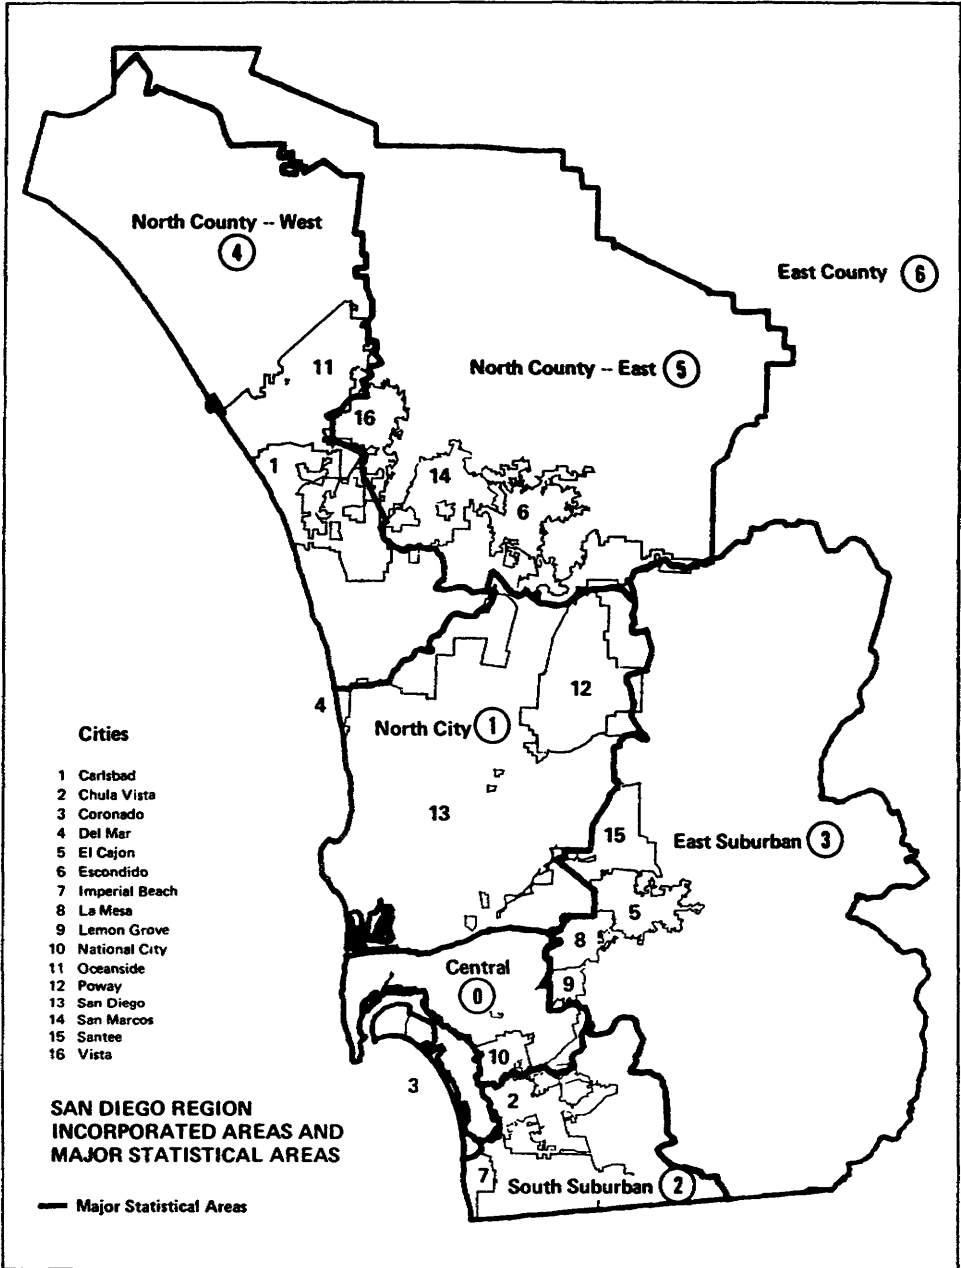 North County -- West
4
East County 6
North County -- East 5
11
16
1
14
6
12
4
North City 1
13
15
East Suburban 3
5
8
Central
0
9
10
3
2
7
South Suburban 2
Cities
1 Carlsbad
2 Chula Vista
3 Coronado
4 Del Mar
5 El Cajon
6 Escondido
7 Imperial Beach
8 La Mesa
9 Lemon Grove
10 National City
11 Oceanside
12 Poway
13 San Diego
14 San Marcos
15 Santee
16 Vista
SAN DIEGO REGION
INCORPORATED AREAS AND
MAJOR STATISTICAL AREAS
Major Statistical Areas